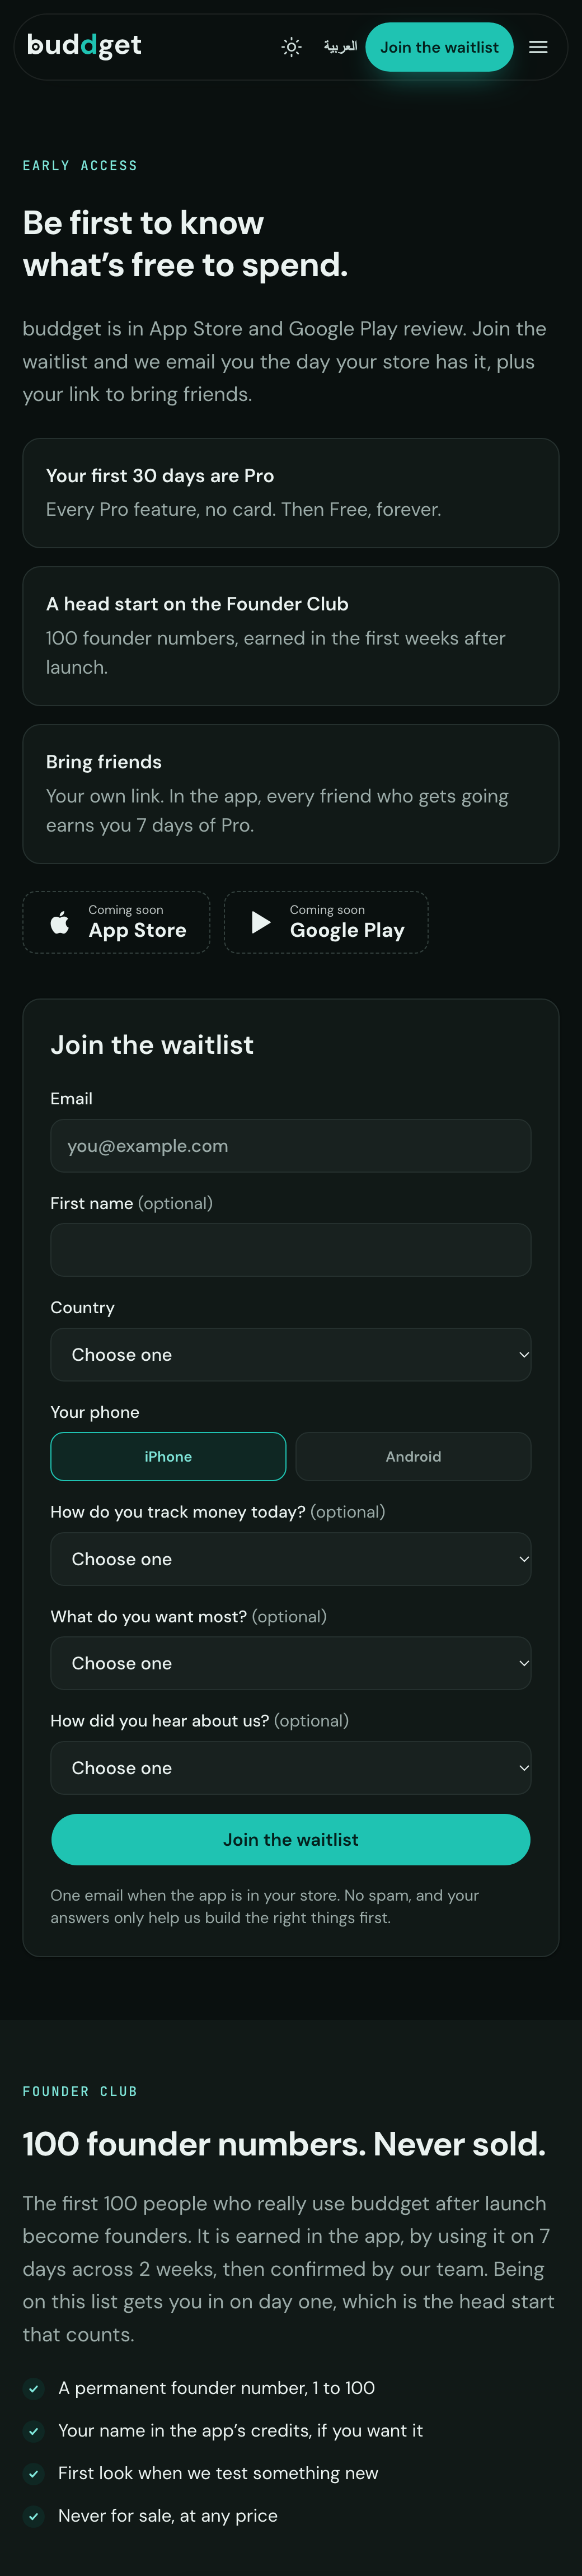 buddget
العربية
Join the waitlist
EARLY ACCESS
Be first to know
what’s free to spend.
buddget is in App Store and Google Play review. Join the
waitlist and we email you the day your store has it, plus
your link to bring friends.
Your first 30 days are Pro
Every Pro feature, no card. Then Free, forever.
A head start on the Founder Club
100 founder numbers, earned in the first weeks after
launch.
Bring friends
Your own link. In the app, every friend who gets going
earns you 7 days of Pro.
Coming soon
App Store
Coming soon
Google Play
Join the waitlist
Email
you@example.com
First name (optional)
Country
Choose one
Your phone
iPhone
Android
How do you track money today? (optional)
Choose one
What do you want most? (optional)
Choose one
How did you hear about us? (optional)
Choose one
Join the waitlist
One email when the app is in your store. No spam, and your
answers only help us build the right things first.
FOUNDER CLUB
100 founder numbers. Never sold.
The first 100 people who really use buddget after launch
become founders. It is earned in the app, by using it on 7
days across 2 weeks, then confirmed by our team. Being
on this list gets you in on day one, which is the head start
that counts.
A permanent founder number, 1 to 100
Your name in the app’s credits, if you want it
First look when we test something new
Never for sale, at any price